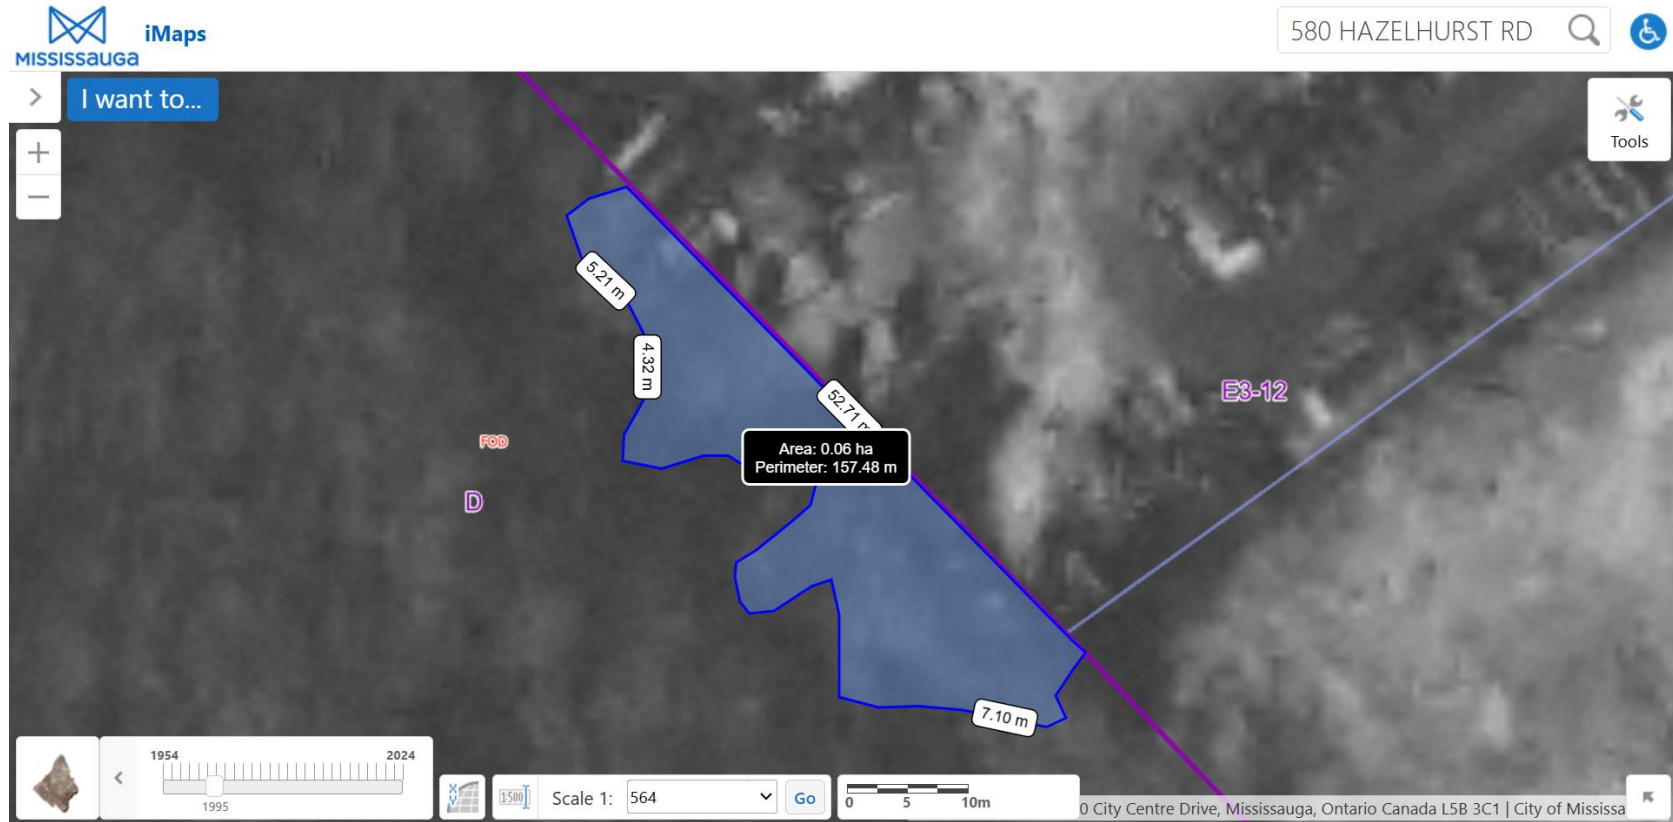 MISSISSAUGA
iMaps
580 HAZELHURST RD
I want to...
Tools
5.21 m
4.32 m
52.71 m
E3-12
Area: 0.06 ha
Perimeter: 157.48 m
FOD
D
7.10 m
1954 2024
1995
1:500
Scale 1: 564 Go
0 5 10m
0 City Centre Drive, Mississauga, Ontario Canada L5B 3C1 | City of Mississa